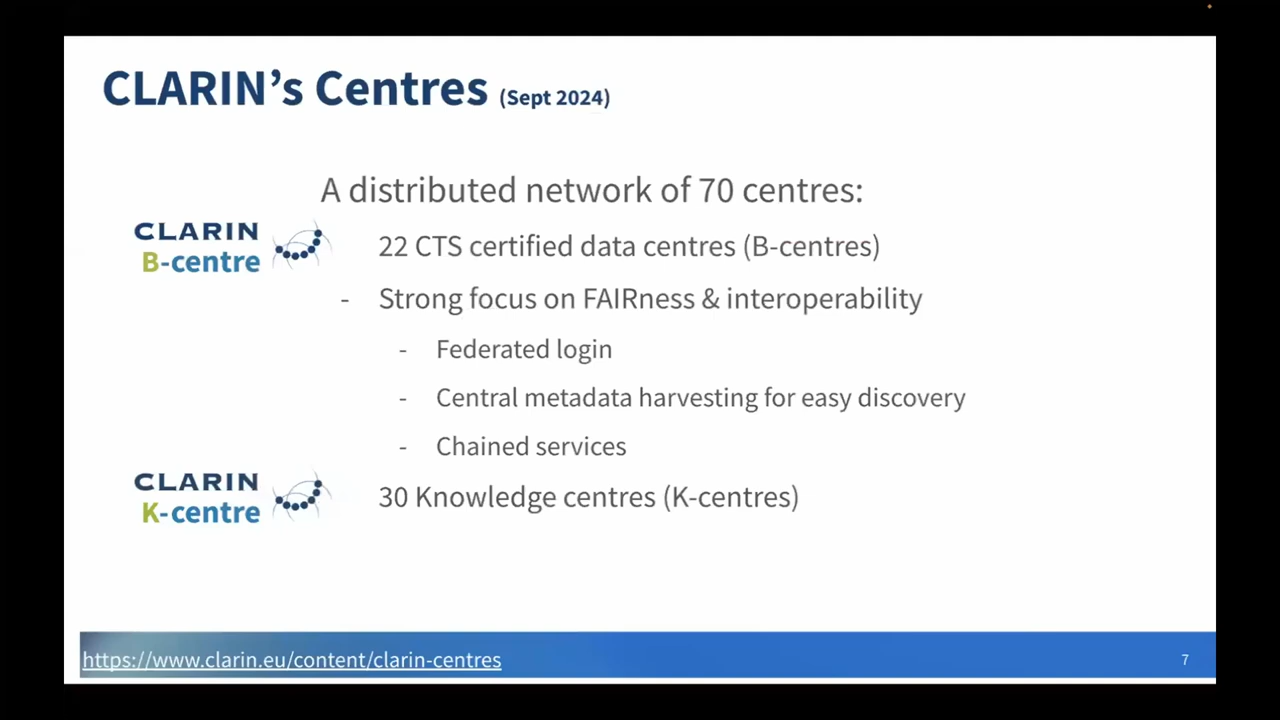 CLARIN’s Centres (Sept 2024)
A distributed network of 70 centres:
CLARIN
B-centre
22 CTS certified data centres (B-centres)
- Strong focus on FAIRness & interoperability
- Federated login
- Central metadata harvesting for easy discovery
- Chained services
CLARIN
K-centre
30 Knowledge centres (K-centres)
https://www.clarin.eu/content/clarin-centres
7